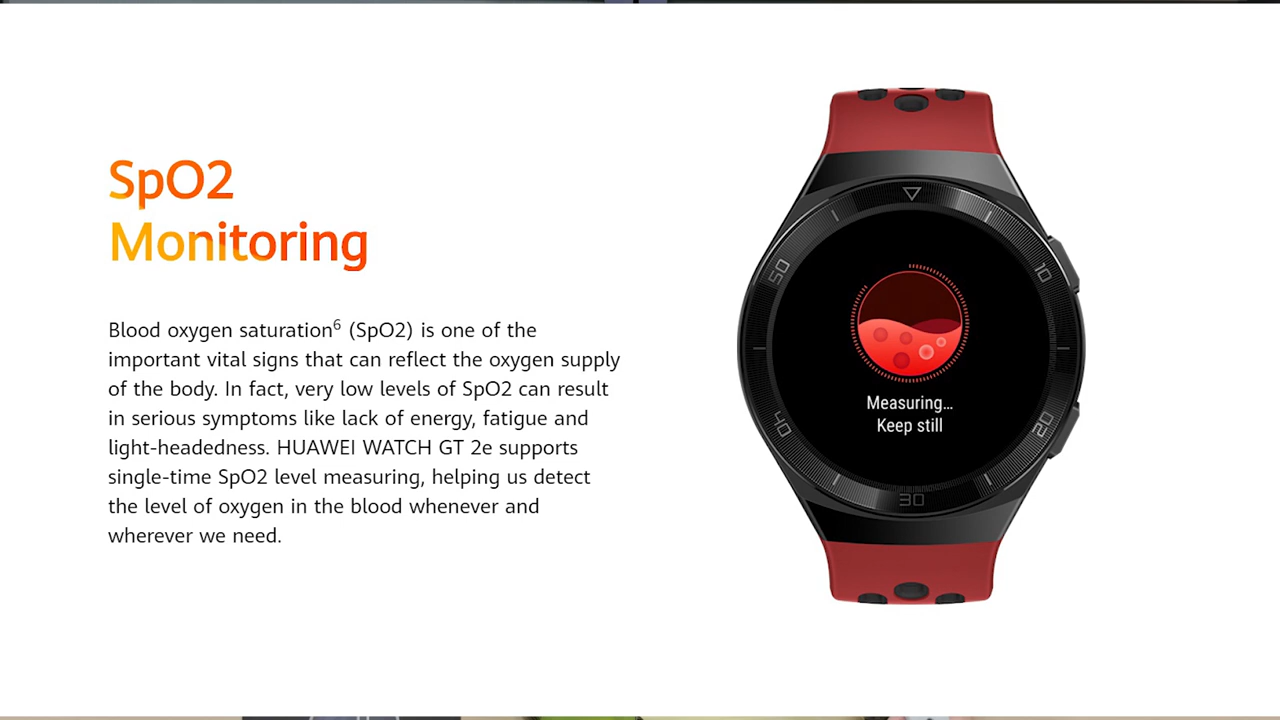 SpO2
Monitoring
Blood oxygen saturation⁶ (SpO2) is one of the
important vital signs that can reflect the oxygen supply
of the body. In fact, very low levels of SpO2 can result
in serious symptoms like lack of energy, fatigue and
light-headedness. HUAWEI WATCH GT 2e supports
single-time SpO2 level measuring, helping us detect
the level of oxygen in the blood whenever and
wherever we need.
50
10
Measuring...
Keep still
40
20
30